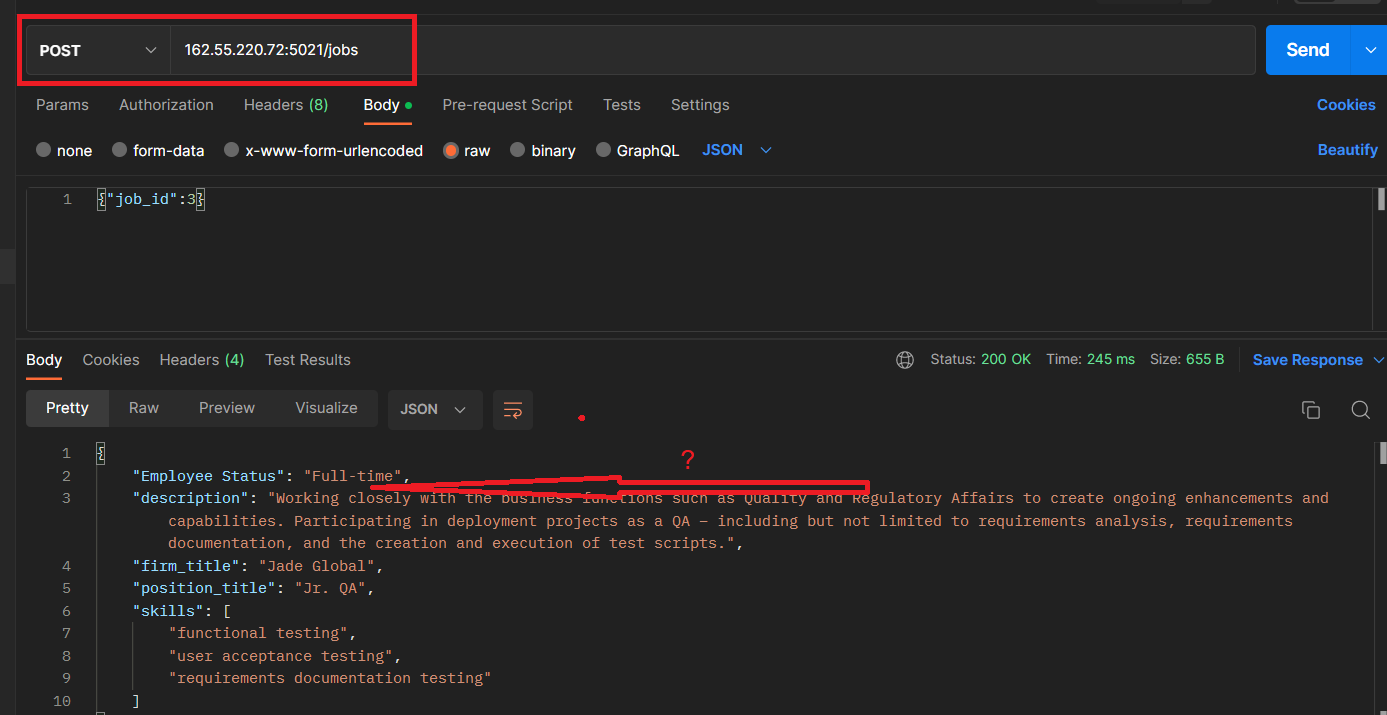 POST 162.55.220.72:5021/jobs Send
Params Authorization Headers (8) Body Pre-request Script Tests Settings Cookies
none form-data x-www-form-urlencoded raw binary GraphQL JSON Beautify
1 {"job_id":3}
Body Cookies Headers (4) Test Results Status: 200 OK Time: 245 ms Size: 655 B Save Response
Pretty Raw Preview Visualize JSON
1 {
?
2 "Employee Status": "Full-time",
3 "description": "Working closely with the business functions such as Quality and Regulatory Affairs to create ongoing enhancements and
capabilities. Participating in deployment projects as a QA – including but not limited to requirements analysis, requirements
documentation, and the creation and execution of test scripts.",
4 "firm_title": "Jade Global",
5 "position_title": "Jr. QA",
6 "skills": [
7 "functional testing",
8 "user acceptance testing",
9 "requirements documentation testing"
10 ]